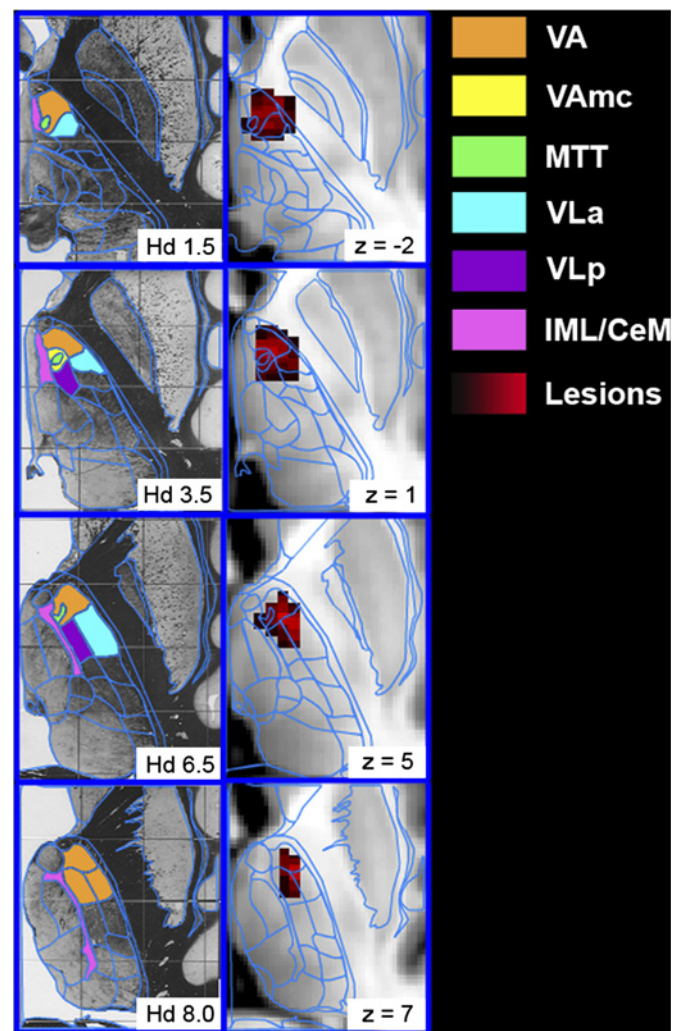 VA
VAmc
MTT
VLa
VLp
IML/CeM
Lesions
Hd 1.5
z = -2
Hd 3.5
z = 1
Hd 6.5
z = 5
Hd 8.0
z = 7